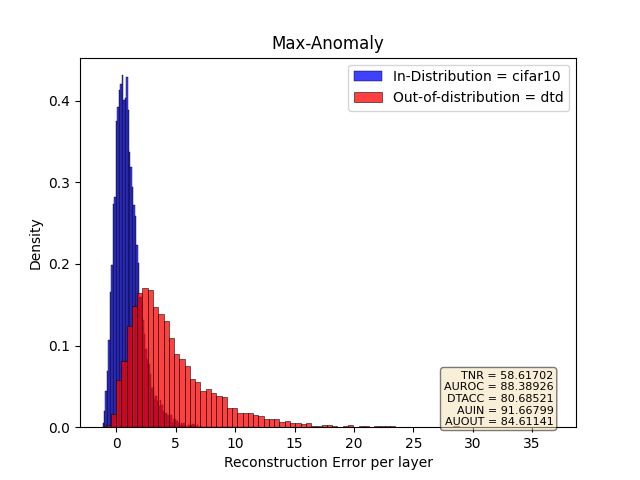 Max-Anomaly
In-Distribution = cifar10
Out-of-distribution = dtd
Density
0.4
0.3
0.2
0.1
0.0
TNR = 58.61702
AUROC = 88.38926
DTACC = 80.68521
AUIN = 91.66799
AUOUT = 84.61141
0 5 10 15 20 25 30 35
Reconstruction Error per layer